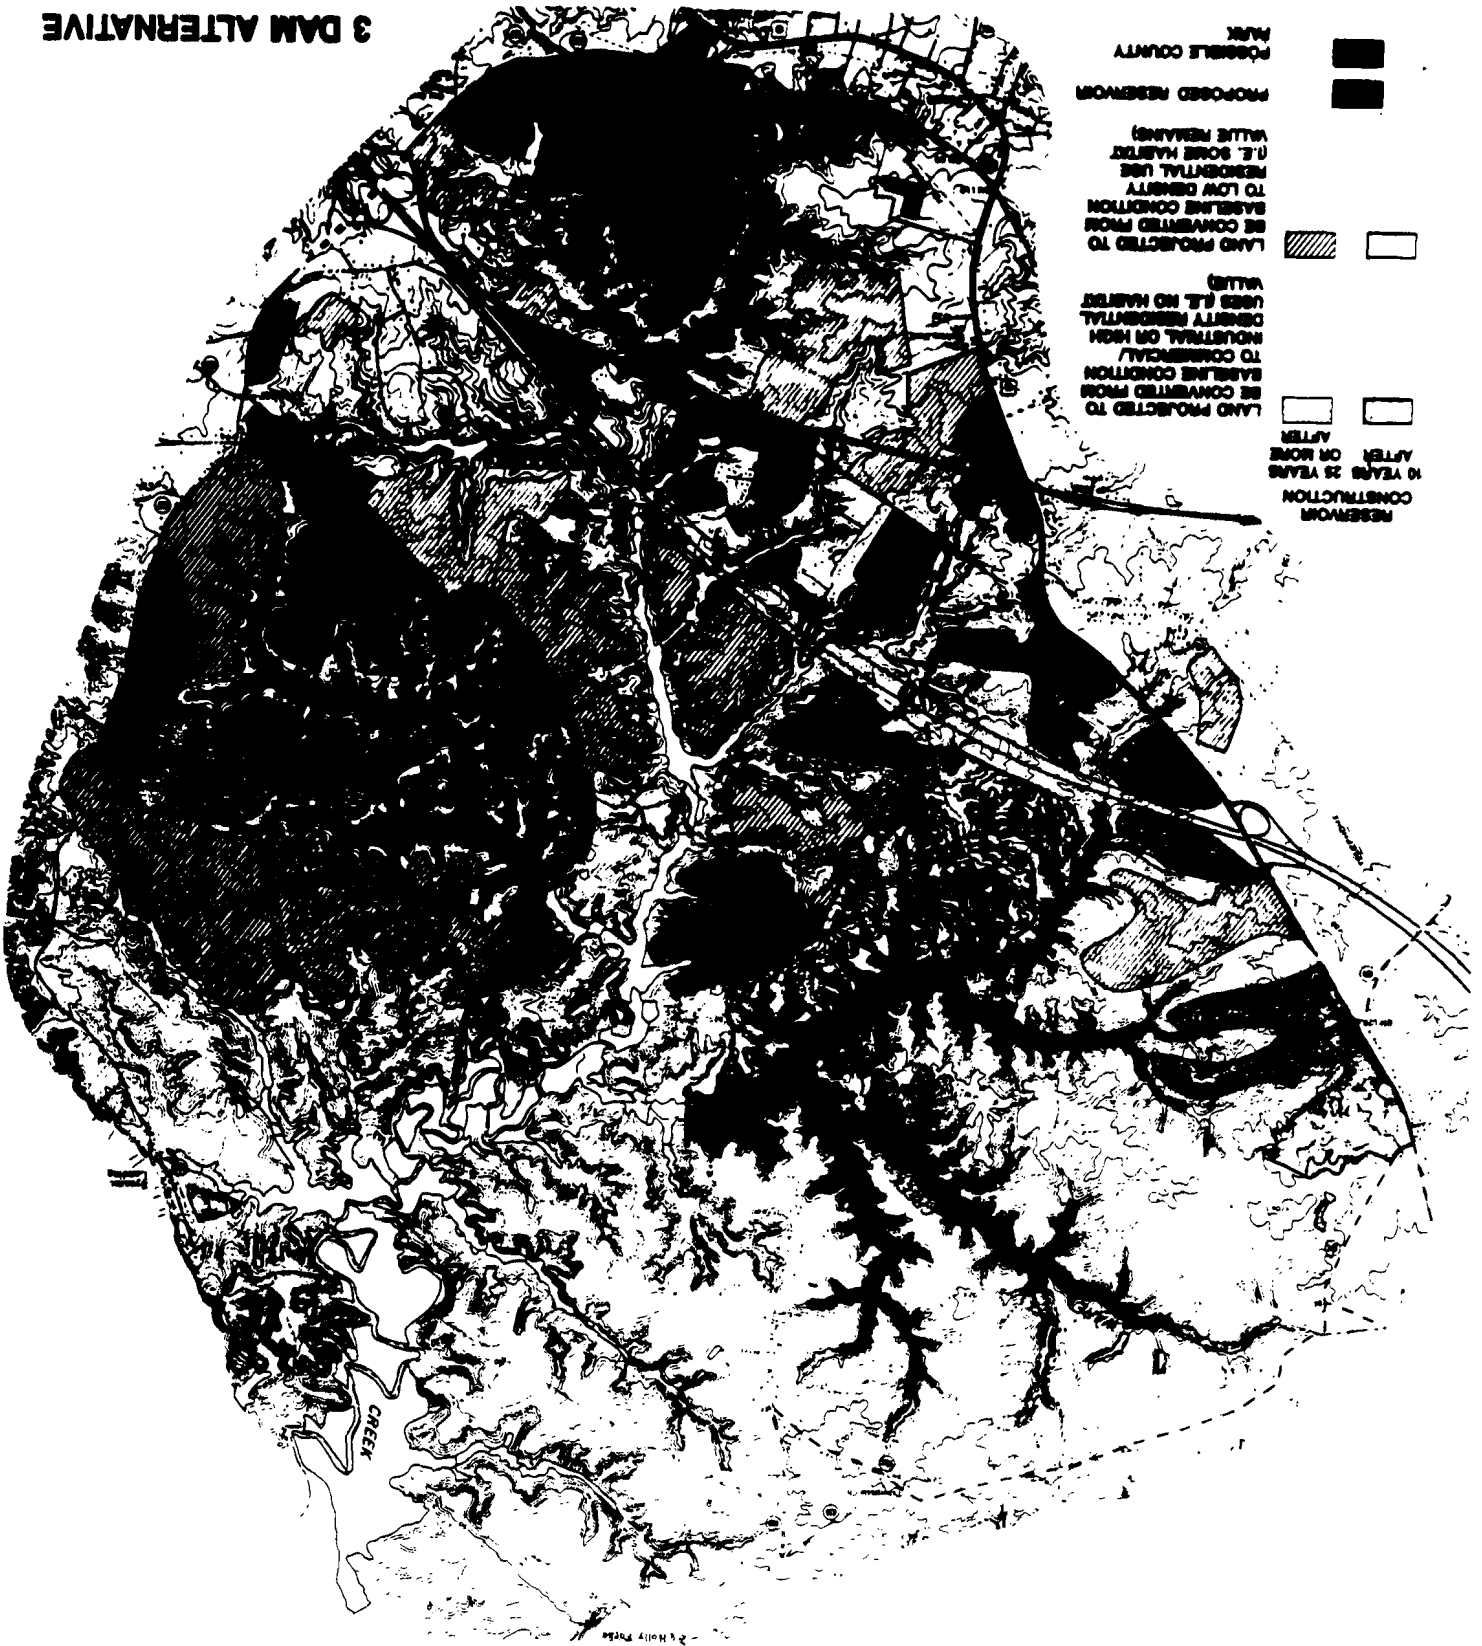 3 DAM ALTERNATIVE
RESERVOIR
CONSTRUCTION
10 YEARS 25 YEARS
AFTER OR MORE
AFTER
LAND PROJECTED TO
BE CONVERTED FROM
BASELINE CONDITION
TO COMMERCIAL/
INDUSTRIAL OR HIGH
DENSITY RESIDENTIAL
USES (I.E. NO HABITAT
VALUE)
LAND PROJECTED TO
BE CONVERTED FROM
BASELINE CONDITION
TO LOW DENSITY
RESIDENTIAL USE
(I.E. SOME HABITAT
VALUE REMAINS)
PROPOSED RESERVOIR
POSSIBLE COUNTY
PARK
CREEK
Holly Forks